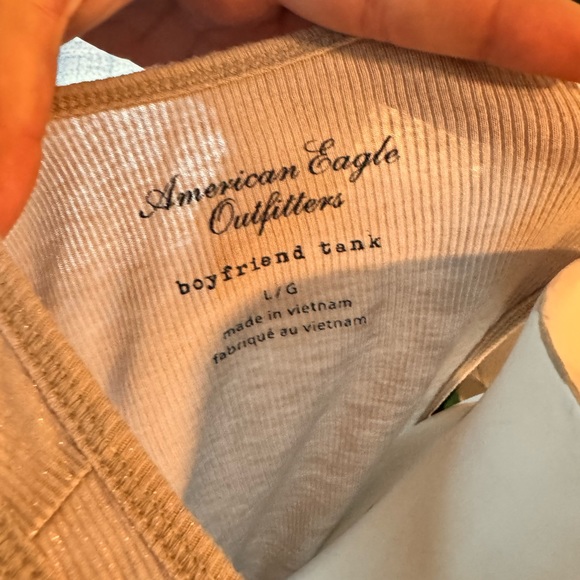 American Eagle
Outfitters
boyfriend tank
L/G
made in vietnam
fabriqué au vietnam